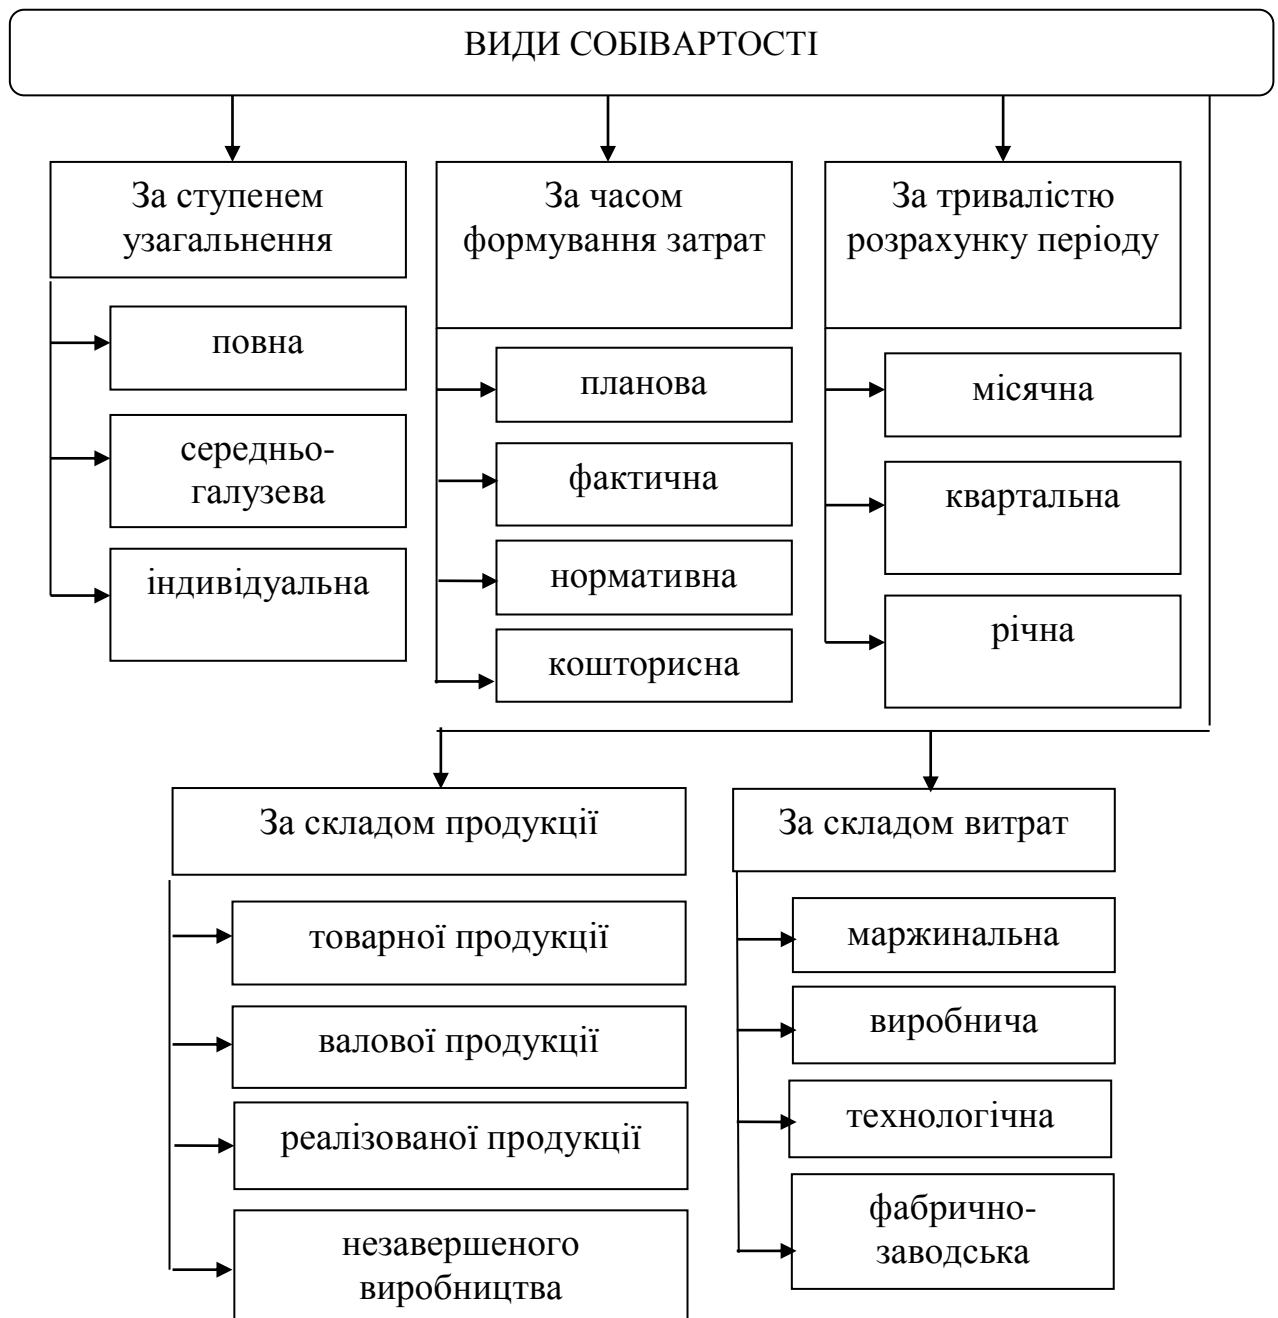 ВИДИ СОБІВАРТОСТІ
За ступенем
узагальнення
повна
середньо-
галузева
індивідуальна
За часом
формування затрат
планова
фактична
нормативна
кошторисна
За тривалістю
розрахунку періоду
місячна
квартальна
річна
За складом продукції
товарної продукції
валової продукції
реалізованої продукції
незавершеного
виробництва
За складом витрат
маржинальна
виробнича
технологічна
фабрично-
заводська